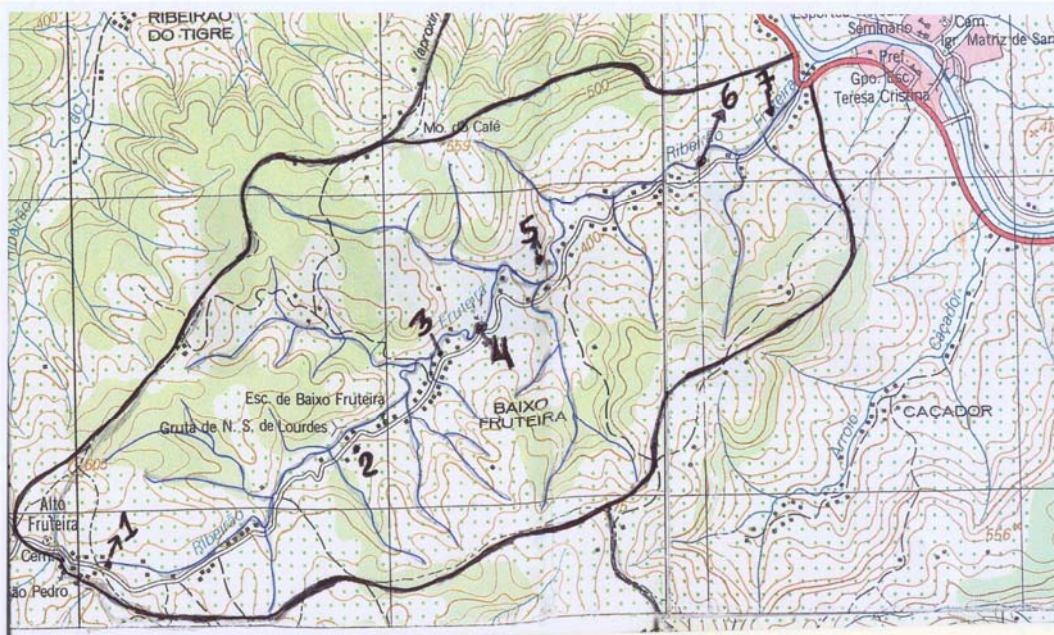 400
RIBEIRÃO
DO TIGRE
500
Seminário
Cem.
Igr. Matriz de San
Pref.
Gpo. Esc.
Teresa Cristina
6
7
Ribeirão Fruteira
Mo. do Café
559
5
400
Fruteira
3
4
Caçador
Arroio
CAÇADOR
Esc. de Baixo Fruteira
BAIXO
FRUTEIRA
Gruta de N. S. de Lourdes
2
605
Alto
Fruteira
1
Ribeirão
Cem
São Pedro
556